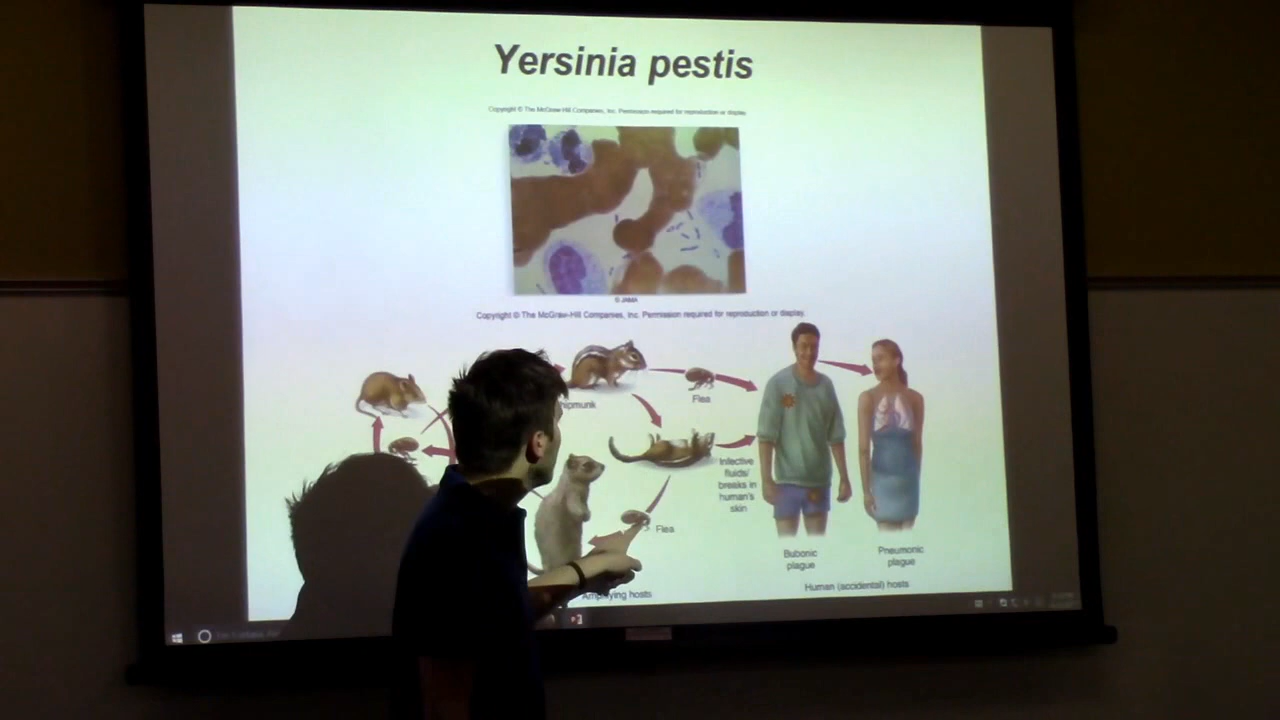 Yersinia pestis
Copyright © The McGraw-Hill Companies, Inc. Permission required for reproduction or display.
© JAMA
Copyright © The McGraw-Hill Companies, Inc. Permission required for reproduction or display.
hipmunk
Flea
Infective
fluids/
breaks in
human's
skin
Flea
Bubonic
plague
Pneumonic
plague
Amplifying hosts
Human (accidental) hosts